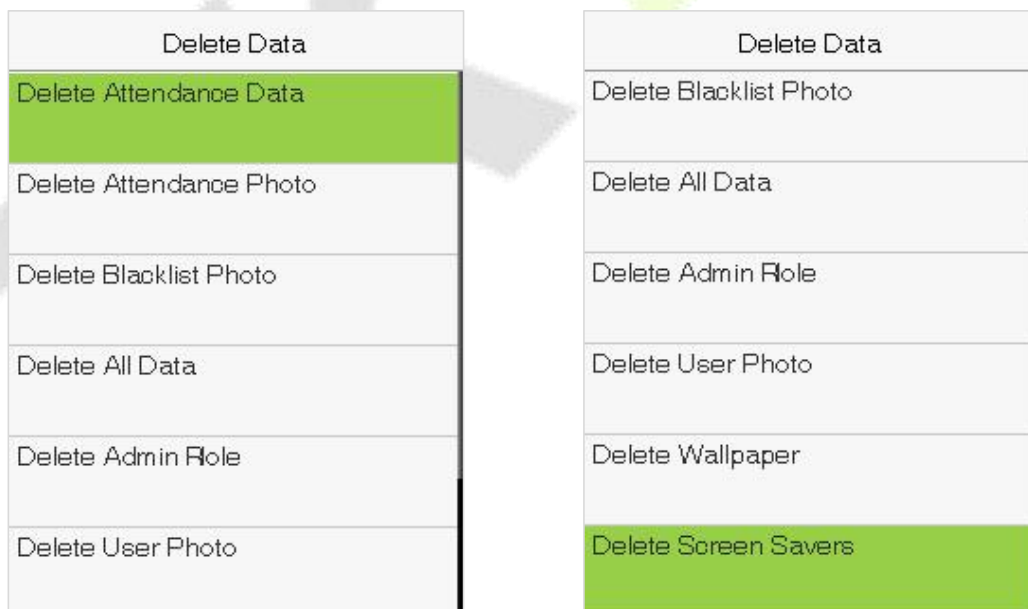 Delete Data
Delete Attendance Data
Delete Attendance Photo
Delete Blacklist Photo
Delete All Data
Delete Admin Role
Delete User Photo
Delete Data
Delete Blacklist Photo
Delete All Data
Delete Admin Role
Delete User Photo
Delete Wallpaper
Delete Screen Savers